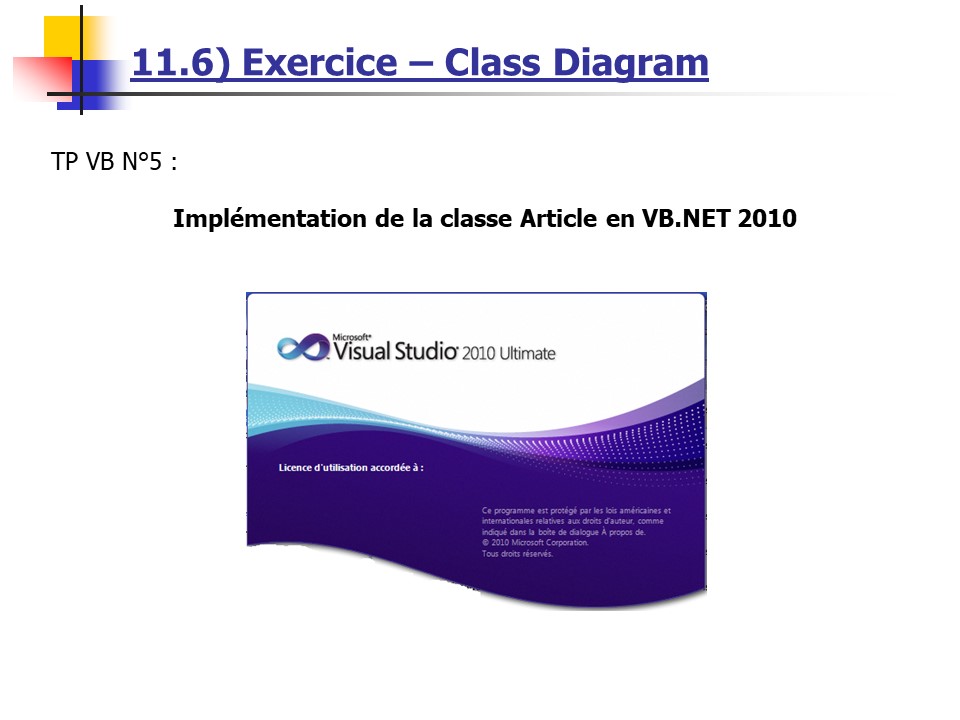 11.6) Exercice – Class Diagram
TP VB N°5 :
Implémentation de la classe Article en VB.NET 2010
Microsoft®
Visual Studio® 2010 Ultimate
Licence d'utilisation accordée à :
Ce programme est protégé par les lois américaines et
internationales relatives aux droits d'auteur, comme
indiqué dans la boîte de dialogue À propos de.
© 2010 Microsoft Corporation.
Tous droits réservés.